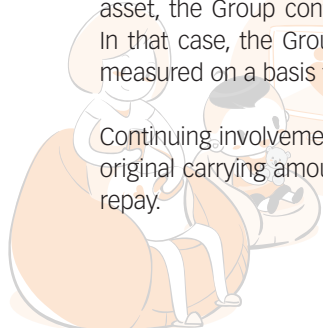 asset, the Group con
In that case, the Grou
measured on a basis
Continuing involveme
original carrying amou
repay.